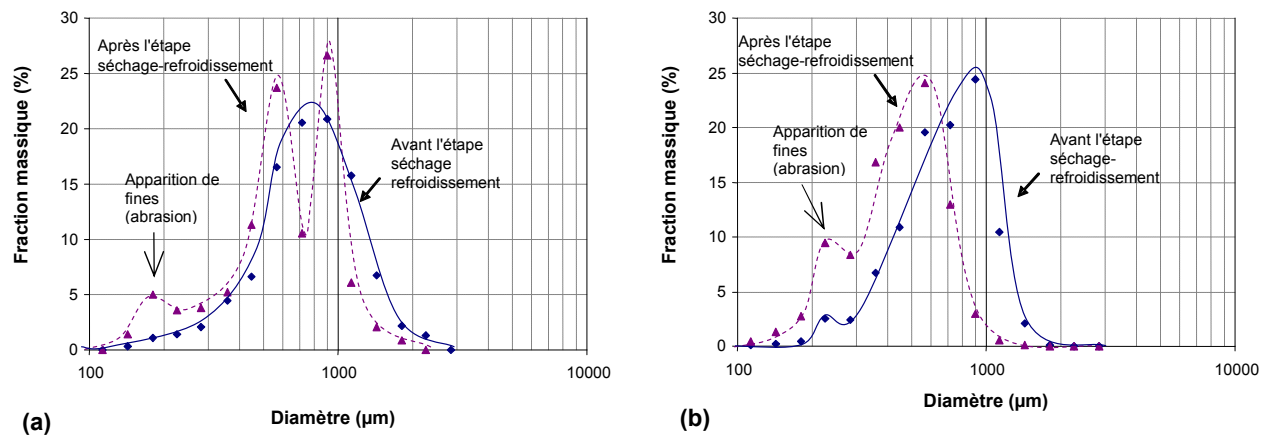 30
25
20
15
10
5
0
Fraction massique (%)
Après l'étape
séchage-refroidissement
Apparition de
fines
(abrasion)
Avant l'étape
séchage
refroidissement
100
1000
10000
Diamètre (µm)
(a)
30
25
20
15
10
5
0
Fraction massique (%)
Après l'étape
séchage-refroidissement
Apparition de
fines
(abrasion)
Avant l'étape
séchage-
refroidissement
100
1000
10000
Diamètre (µm)
(b)